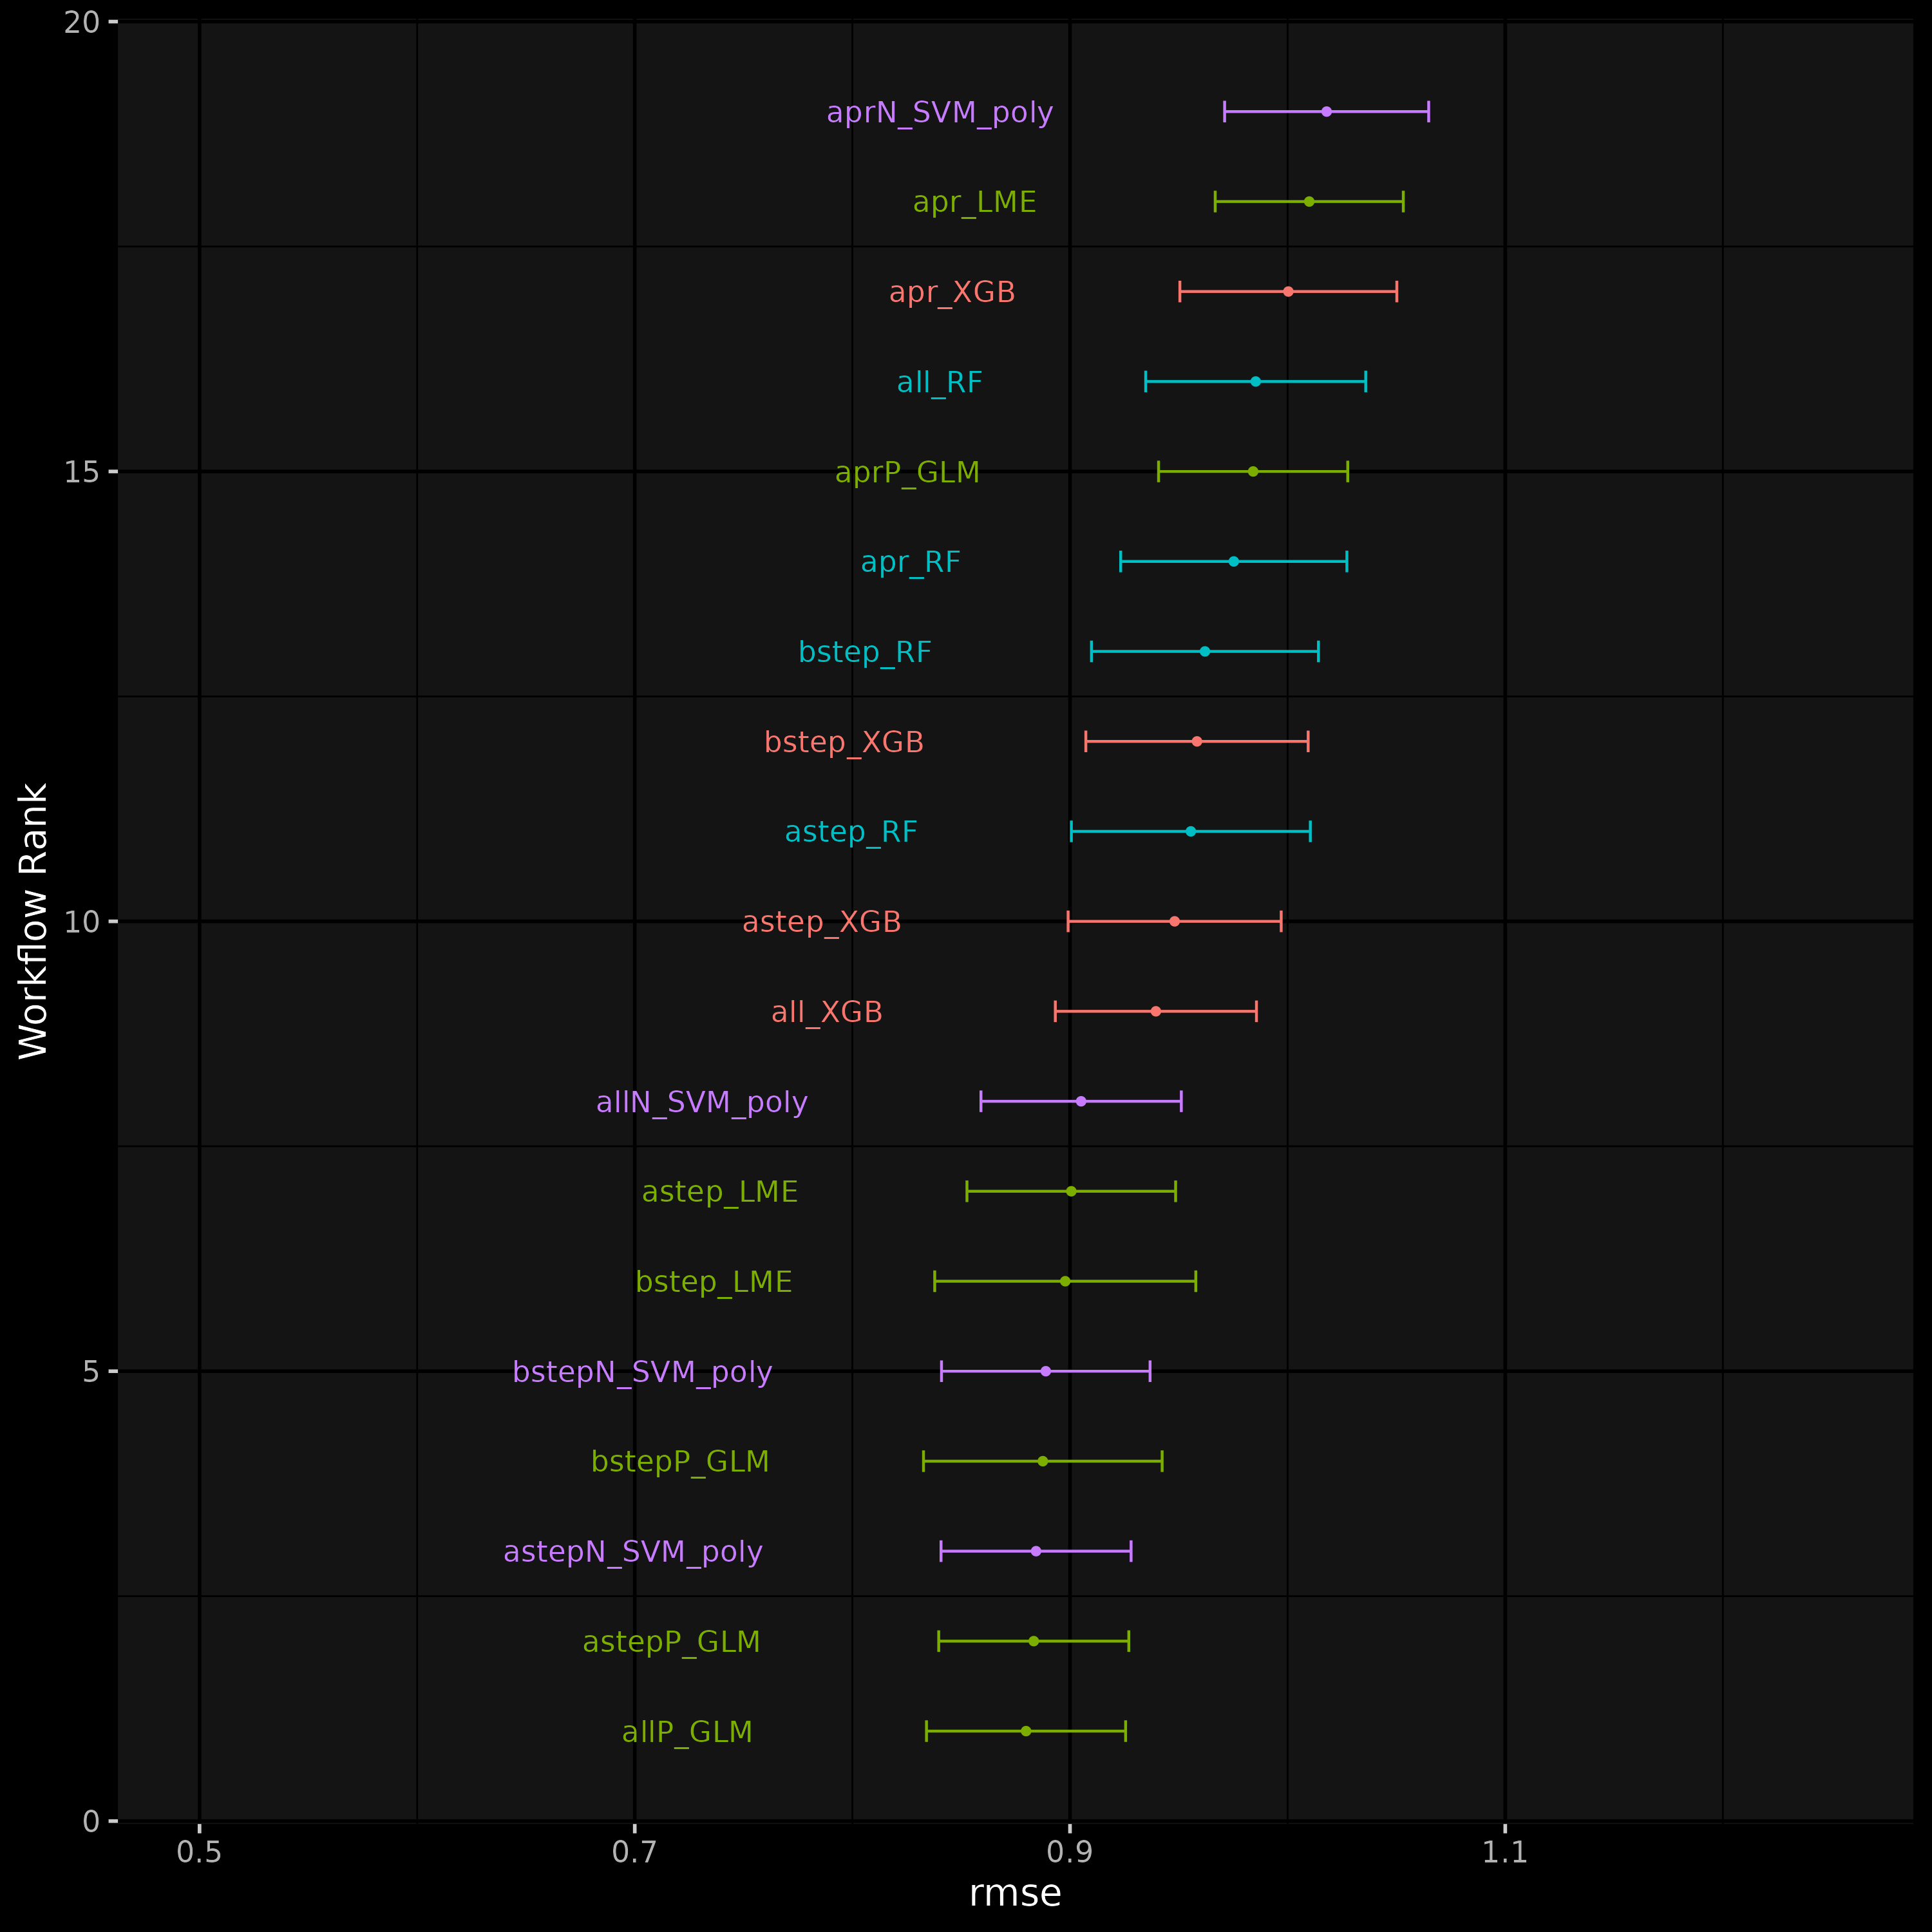 20
aprN_SVM_poly
apr_LME
apr_XGB
all_RF
15
aprP_GLM
apr_RF
bstep_RF
bstep_XGB
astep_RF
10
astep_XGB
all_XGB
allN_SVM_poly
astep_LME
bstep_LME
5
bstepN_SVM_poly
bstepP_GLM
astepN_SVM_poly
astepP_GLM
allP_GLM
0
Workflow Rank
0.5
0.7
0.9
1.1
rmse